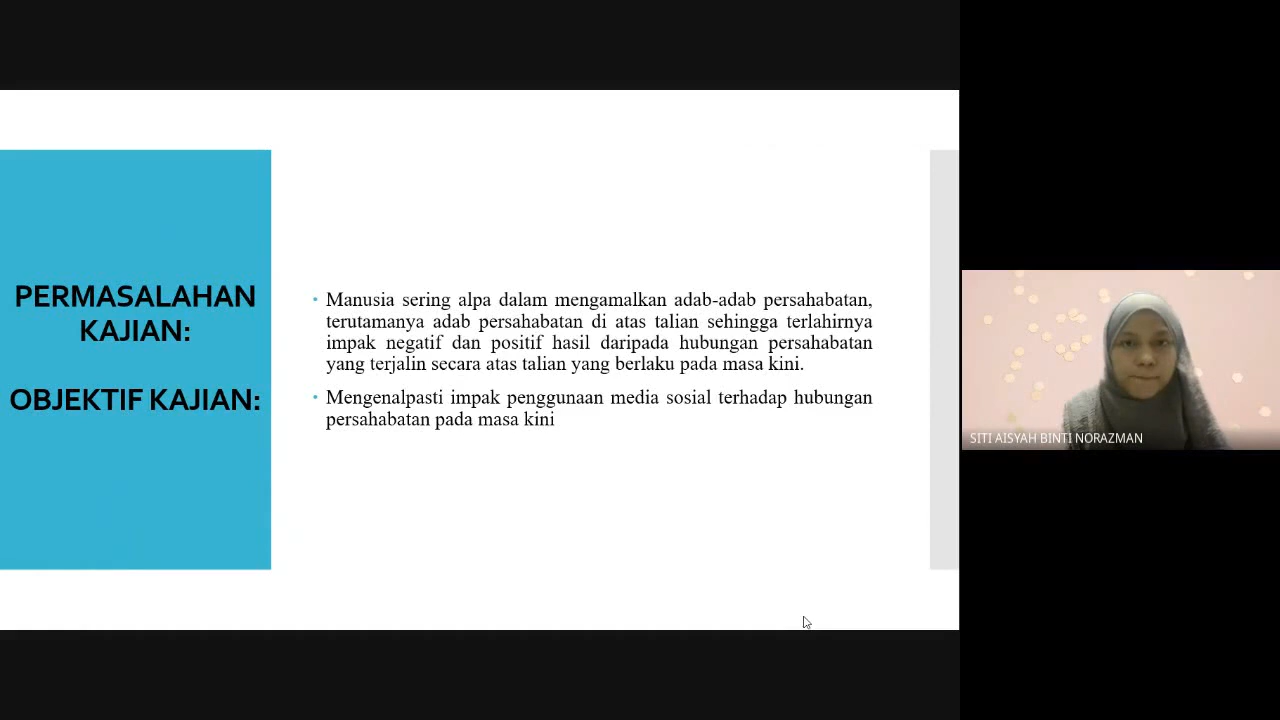 PERMASALAHAN
KAJIAN:
OBJEKTIF KAJIAN:
• Manusia sering alpa dalam mengamalkan adab-adab persahabatan,
terutamanya adab persahabatan di atas talian sehingga terlahirnya
impak negatif dan positif hasil daripada hubungan persahabatan
yang terjalin secara atas talian yang berlaku pada masa kini.
• Mengenalpasti impak penggunaan media sosial terhadap hubungan
persahabatan pada masa kini
SITI AISYAH BINTI NORAZMAN